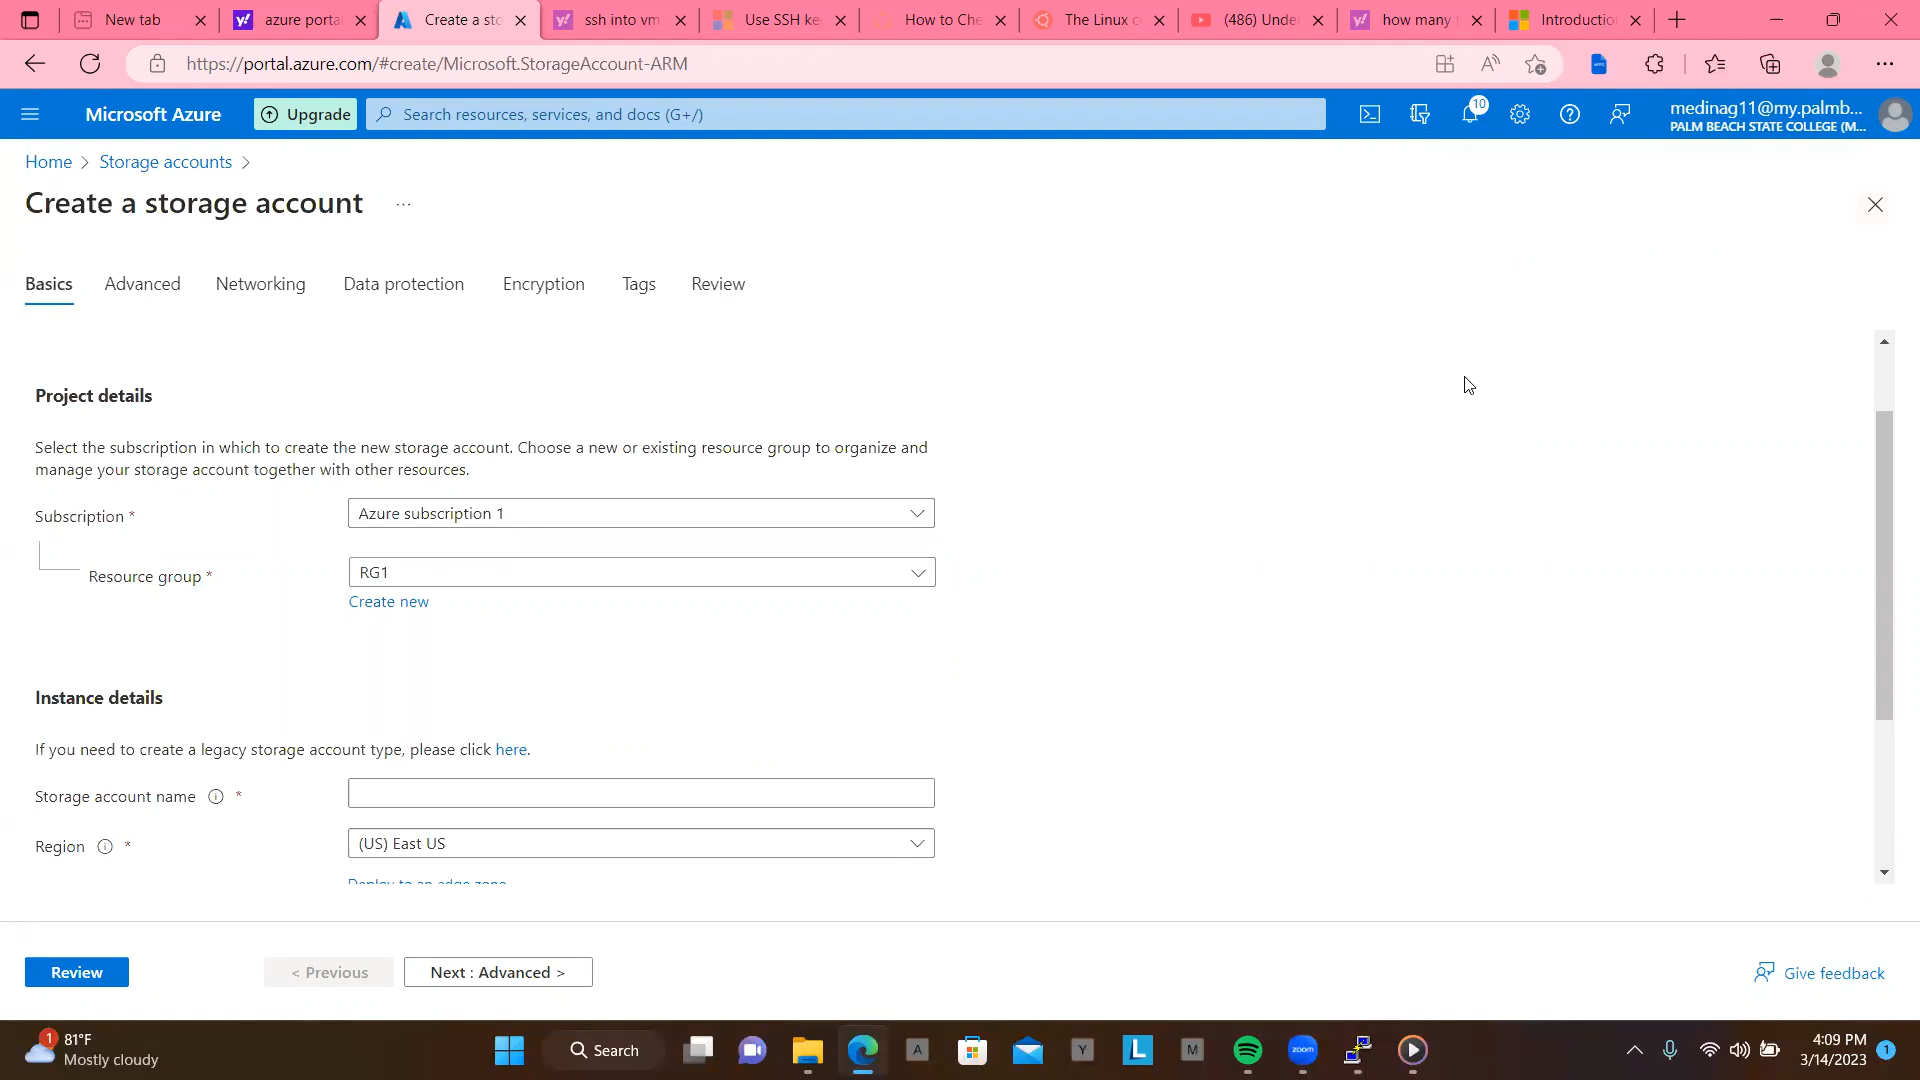 New tab
azure porta
Create a sto
ssh into vm
Use SSH ke
How to Che
The Linux c
(486) Unde
how many
Introductio
https://portal.azure.com/#create/Microsoft.StorageAccount-ARM
Microsoft Azure
Upgrade
Search resources, services, and docs (G+/)
10
medinag11@my.palmb...
PALM BEACH STATE COLLEGE (M...
Home > Storage accounts >
Create a storage account ...
Basics
Advanced
Networking
Data protection
Encryption
Tags
Review
Project details
Select the subscription in which to create the new storage account. Choose a new or existing resource group to organize and
manage your storage account together with other resources.
Subscription *
Azure subscription 1
Resource group *
RG1
Create new
Instance details
If you need to create a legacy storage account type, please click here.
Storage account name *
Region *
(US) East US
Deploy to an edge zone
Review
< Previous
Next : Advanced >
Give feedback
1
81°F
Mostly cloudy
Search
A
Y
L
M
zoom
4:09 PM
3/14/2023
1